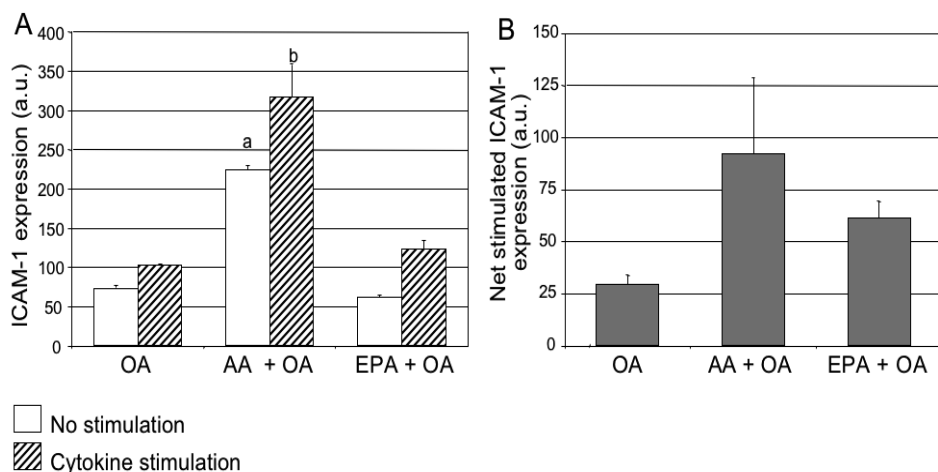 A
ICAM-1 expression (a.u.)
400
350
300
250
200
150
100
50
0
a
b
OA
AA + OA
EPA + OA
No stimulation
Cytokine stimulation
B
Net stimulated ICAM-1
expression (a.u.)
150
125
100
75
50
25
0
OA
AA + OA
EPA + OA